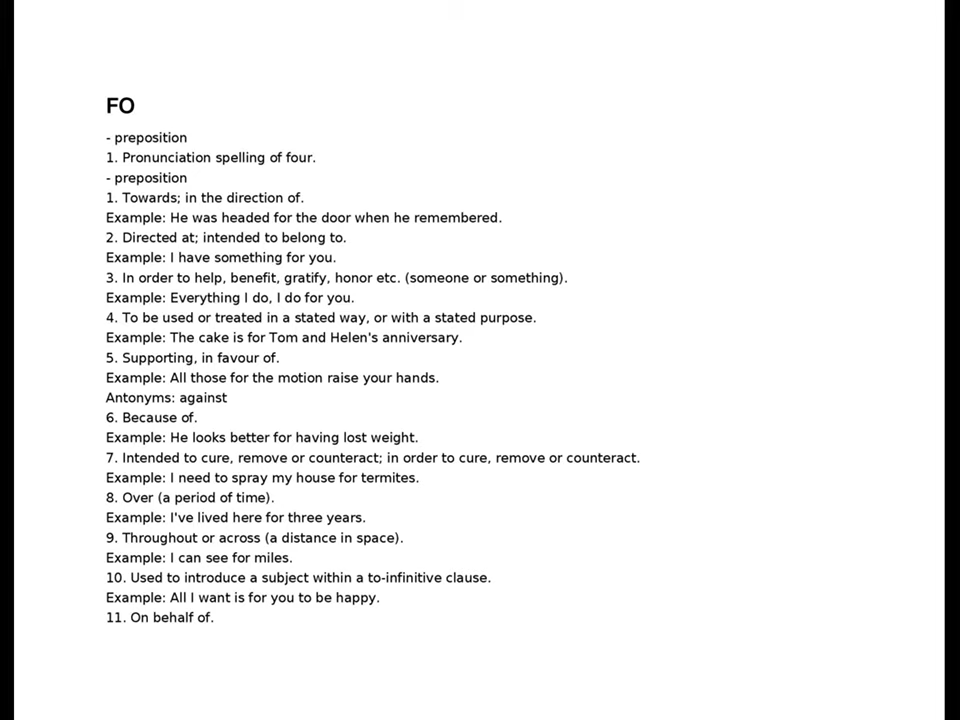 FO
- preposition
1. Pronunciation spelling of four.
- preposition
1. Towards; in the direction of.
Example: He was headed for the door when he remembered.
2. Directed at; intended to belong to.
Example: I have something for you.
3. In order to help, benefit, gratify, honor etc. (someone or something).
Example: Everything I do, I do for you.
4. To be used or treated in a stated way, or with a stated purpose.
Example: The cake is for Tom and Helen's anniversary.
5. Supporting, in favour of.
Example: All those for the motion raise your hands.
Antonyms: against
6. Because of.
Example: He looks better for having lost weight.
7. Intended to cure, remove or counteract; in order to cure, remove or counteract.
Example: I need to spray my house for termites.
8. Over (a period of time).
Example: I've lived here for three years.
9. Throughout or across (a distance in space).
Example: I can see for miles.
10. Used to introduce a subject within a to-infinitive clause.
Example: All I want is for you to be happy.
11. On behalf of.